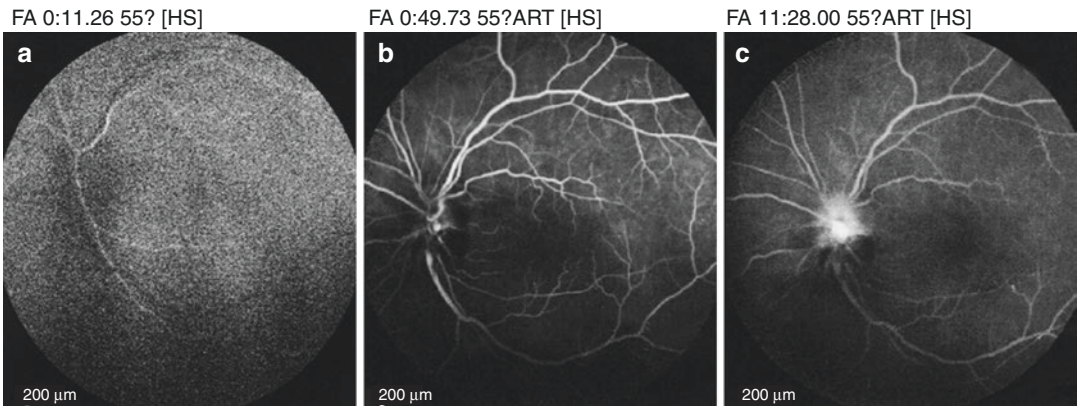 FA 0:11.26 55? [HS]
FA 0:49.73 55?ART [HS]
FA 11:28.00 55?ART [HS]
a
b
c
200 µm
200 µm
200 µm